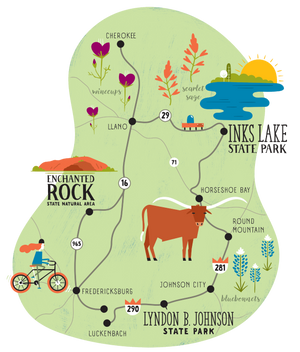 CHEROKEE
winecups
scarlet
sage
LLANO
29
INKS LAKE
STATE PARK
71
ENCHANTED
ROCK
STATE NATURAL AREA
16
HORSESHOE BAY
ROUND
MOUNTAIN
965
281
FREDERICKSBURG
JOHNSON CITY
bluebonnets
290
LYNDON B. JOHNSON
STATE PARK
LUCKENBACH